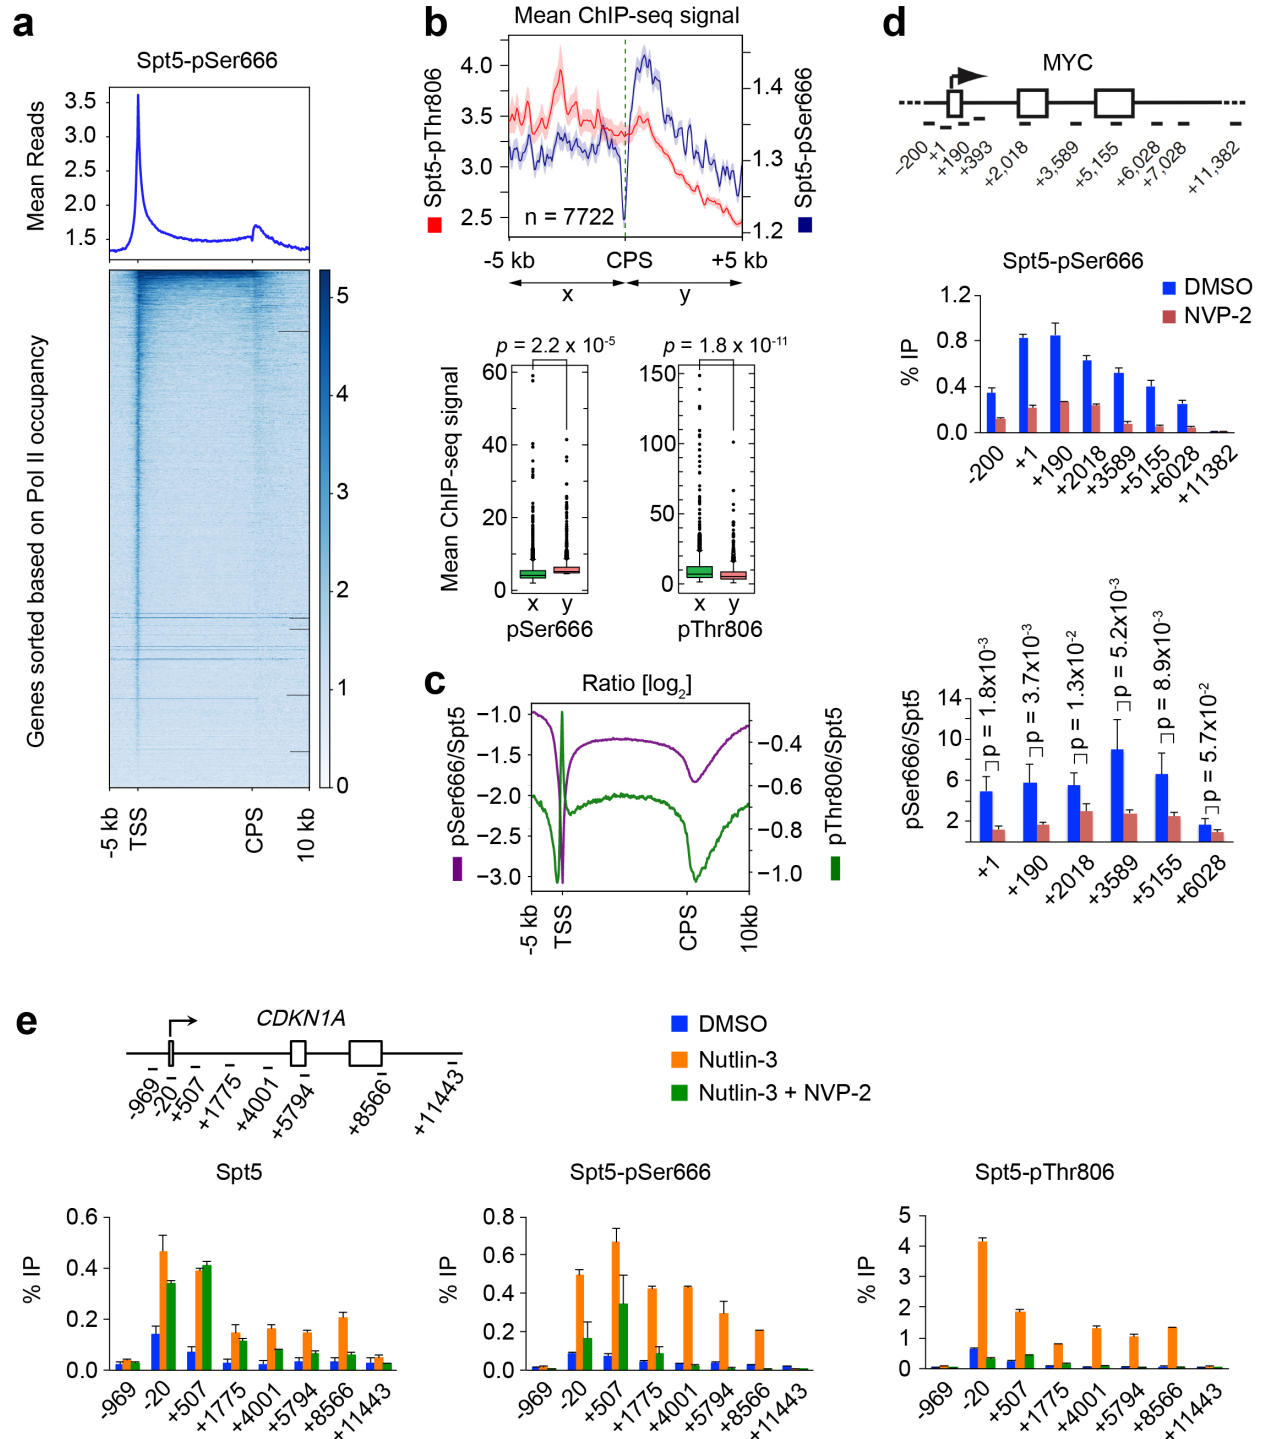 a
Spt5-pSer666
Mean Reads
3.5
3.0
2.5
2.0
1.5
Genes sorted based on Pol II occupancy
5
4
3
2
1
0
-5 kb
TSS
CPS
10 kb
b
Mean ChIP-seq signal
Spt5-pThr806
4.0
3.5
3.0
2.5
n = 7722
1.4
1.3
1.2
Spt5-pSer666
-5 kb
CPS
+5 kb
x
y
p = 2.2 x 10-5
p = 1.8 x 10-11
Mean ChIP-seq signal
60
40
20
0
x
y
pSer666
150
100
50
0
x
y
pThr806
c
Ratio [log2]
pSer666/Spt5
−1.0
−1.5
−2.0
−2.5
−3.0
−0.4
−0.6
−0.8
−1.0
pThr806/Spt5
-5 kb
TSS
CPS
10kb
d
MYC
−200
+1
+190
+393
+2,018
+3,589
+5,155
+6,028
+7,028
+11,382
Spt5-pSer666
DMSO
NVP-2
% IP
1.2
0.8
0.4
0.0
-200
+1
+190
+2018
+3589
+5155
+6028
+11382
pSer666/Spt5
14
10
6
2
p = 1.8x10-3
p = 3.7x10-3
p = 1.3x10-2
p = 5.2x10-3
p = 8.9x10-3
p = 5.7x10-2
+1
+190
+2018
+3589
+5155
+6028
e
CDKN1A
-969
-20
+507
+1775
+4001
+5794
+8566
+11443
DMSO
Nutlin-3
Nutlin-3 + NVP-2
Spt5
% IP
0.6
0.4
0.2
0.0
-969
-20
+507
+1775
+4001
+5794
+8566
+11443
Spt5-pSer666
% IP
0.8
0.6
0.4
0.2
0.0
-969
-20
+507
+1775
+4001
+5794
+8566
+11443
Spt5-pThr806
% IP
5
4
3
2
1
0
-969
-20
+507
+1775
+4001
+5794
+8566
+11443